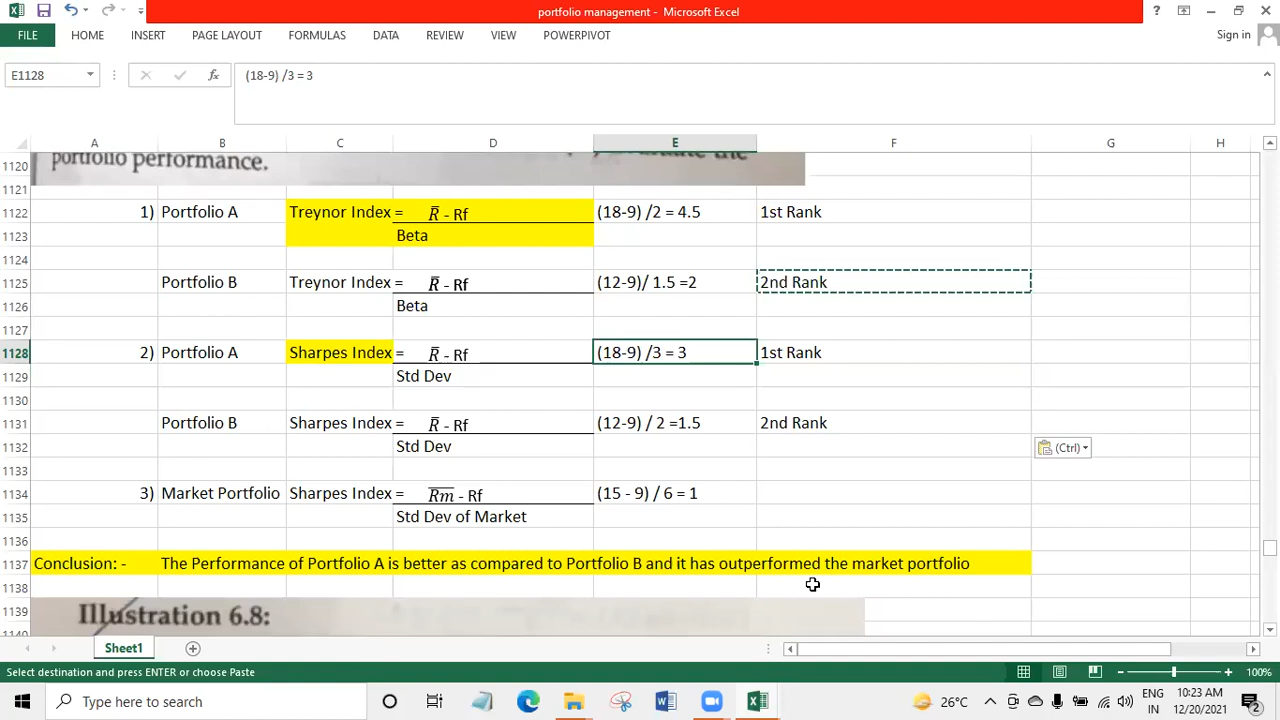 portfolio management - Microsoft Excel
? Sign in
FILE HOME INSERT PAGE LAYOUT FORMULAS DATA REVIEW VIEW POWERPIVOT
E1128 fx (18-9) /3 = 3
A B C D E F G H
1120 portfolio performance. the
1121
1122 1) Portfolio A Treynor Index = R̅ - Rf (18-9) /2 = 4.5 1st Rank
1123 Beta
1124
1125 Portfolio B Treynor Index = R̅ - Rf (12-9)/ 1.5 =2 2nd Rank
1126 Beta
1127
1128 2) Portfolio A Sharpes Index = R̅ - Rf (18-9) /3 = 3 1st Rank
1129 Std Dev
1130
1131 Portfolio B Sharpes Index = R̅ - Rf (12-9) / 2 =1.5 2nd Rank
1132 Std Dev
1133
1134 3) Market Portfolio Sharpes Index = R̅m̅ - Rf (15 - 9) / 6 = 1
1135 Std Dev of Market
1136
1137 Conclusion: - The Performance of Portfolio A is better as compared to Portfolio B and it has outperformed the market portfolio
1138
1139 Illustration 6.8:
1140
(Ctrl)
Sheet1
Select destination and press ENTER or choose Paste 100%
Type here to search 26°C ENG 10:23 AM
IN 12/20/2021 2